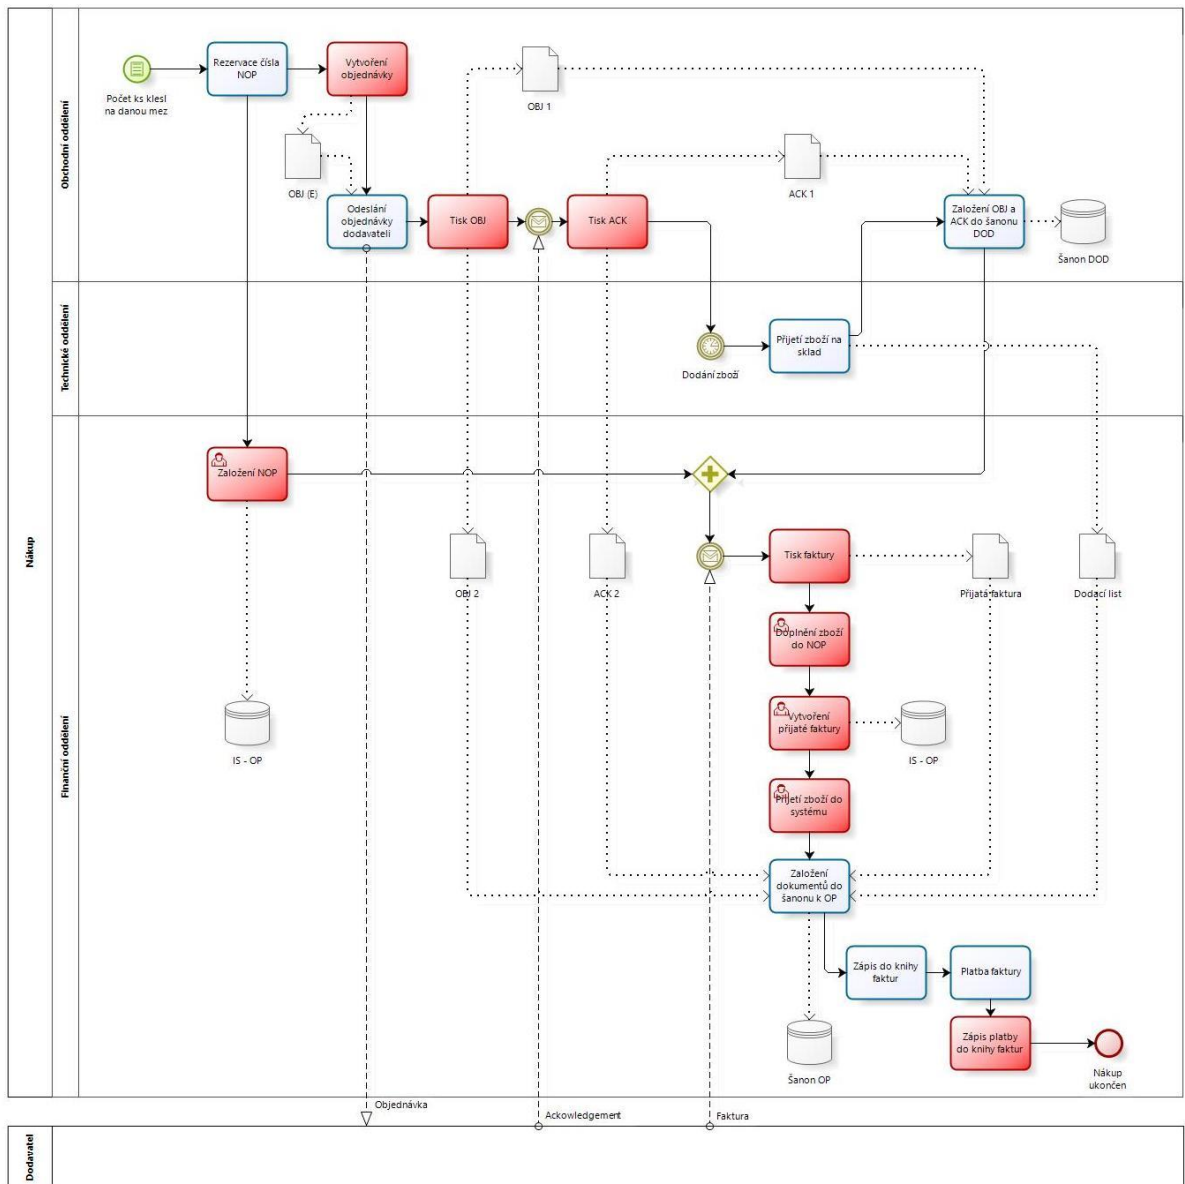 Nákup
Obchodní oddělení
Počet ks klesl
na danou mez
Rezervace čísla
NOP
Vytvoření
objednávky
OBJ (E)
Odeslání
objednávky
dodavateli
Tisk OBJ
OBJ 1
Tisk ACK
ACK 1
Založení OBJ a
ACK do šanonu
DOD
Šanon DOD
Technické oddělení
Dodání zboží
Přijetí zboží na
sklad
Finanční oddělení
Založení NOP
IS - OP
OBJ 2
ACK 2
Tisk faktury
Přijatá faktura
Dodací list
Doplnění zboží
do NOP
Vytvoření
přijaté faktury
IS - OP
Přijetí zboží do
systému
Založení
dokumentů do
šanonu k OP
Šanon OP
Zápis do knihy
faktur
Platba faktury
Zápis platby
do knihy faktur
Nákup
ukončen
Objednávka
Ackowledgement
Faktura
Dodavatel